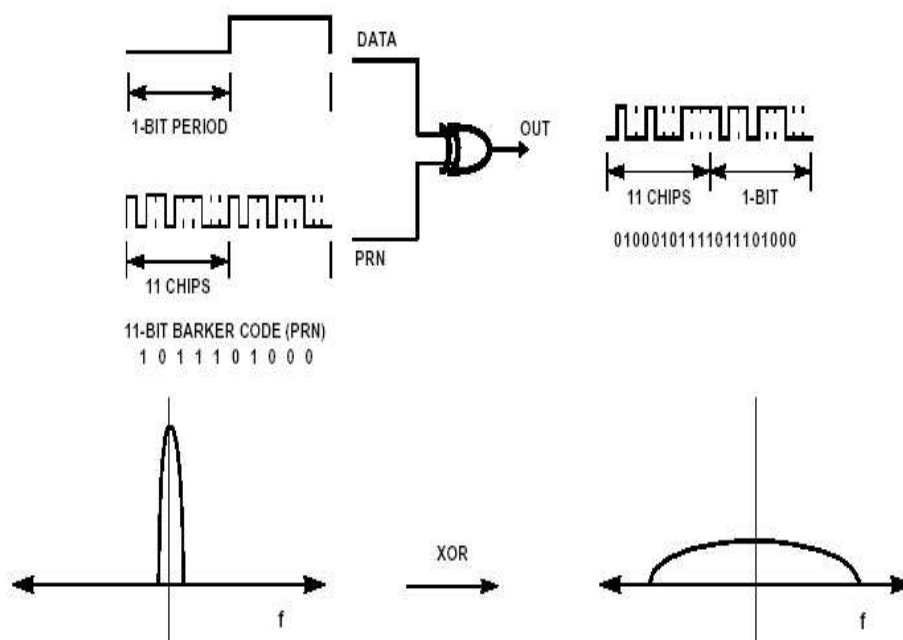 DATA
1-BIT PERIOD
OUT
11 CHIPS 1-BIT
01000101111011101000
PRN
11 CHIPS
11-BIT BARKER CODE (PRN)
1 0 1 1 1 0 1 0 0 0
XOR
f
f